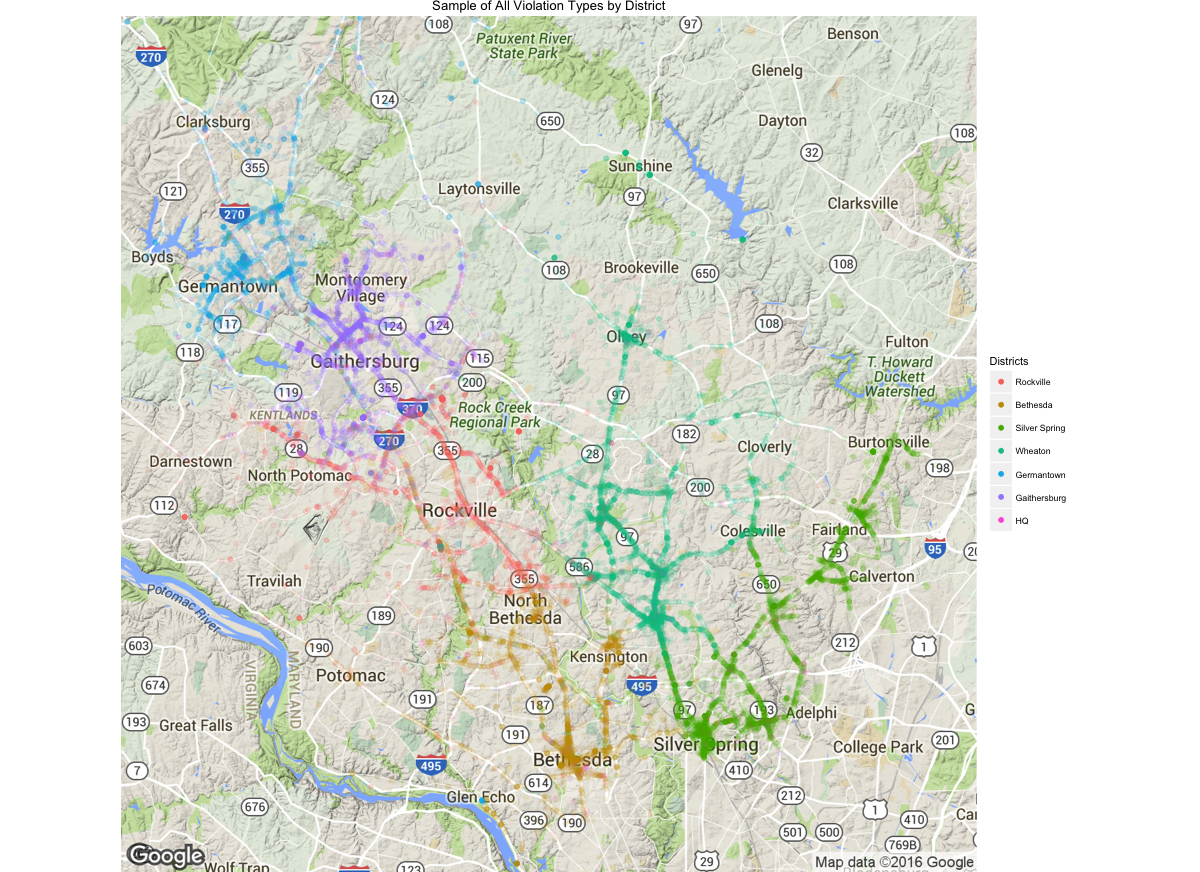 Sample of All Violation Types by District
108
97
Benson
Patuxent River
State Park
270
Glenelg
124
650
Dayton
Clarksburg
108
32
Sunshine
355
Laytonsville
121
97
Clarksville
270
Boyds
108
Brookeville
650
108
Germantown
Montgomery
Village
117
124
124
108
Olney
Fulton
118
Gaithersburg
115
T. Howard
Duckett
Watershed
200
355
119
97
370
Rock Creek
Regional Park
KENTLANDS
182
270
28
355
28
Cloverly
Burtonsville
Darnestown
198
North Potomac
200
112
Rockville
97
Colesville
Fairland
29
95
20
586
355
Calverton
Travilah
650
Potomac River
North
Bethesda
189
212
603
190
1
Kensington
VIRGINIA
MARYLAND
Potomac
674
495
191
187
97
193
Adelphi
G
193
Great Falls
191
Silver Spring
College Park
201
7
495
Bethesda
410
614
676
Glen Echo
212
1
396
190
410
Car
501
500
769B
Google
29
Map data ©2016 Google
Wolf Trap
123
Districts
Rockville
Bethesda
Silver Spring
Wheaton
Germantown
Gaithersburg
HQ